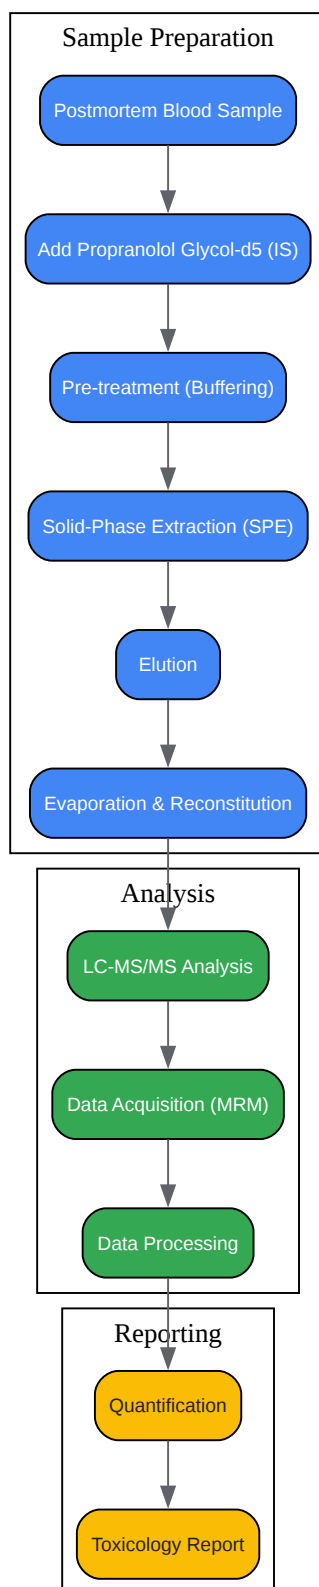 Sample Preparation
Postmortem Blood Sample
Add Propranolol Glycol-d5 (IS)
Pre-treatment (Buffering)
Solid-Phase Extraction (SPE)
Elution
Evaporation & Reconstitution
Analysis
LC-MS/MS Analysis
Data Acquisition (MRM)
Data Processing
Reporting
Quantification
Toxicology Report